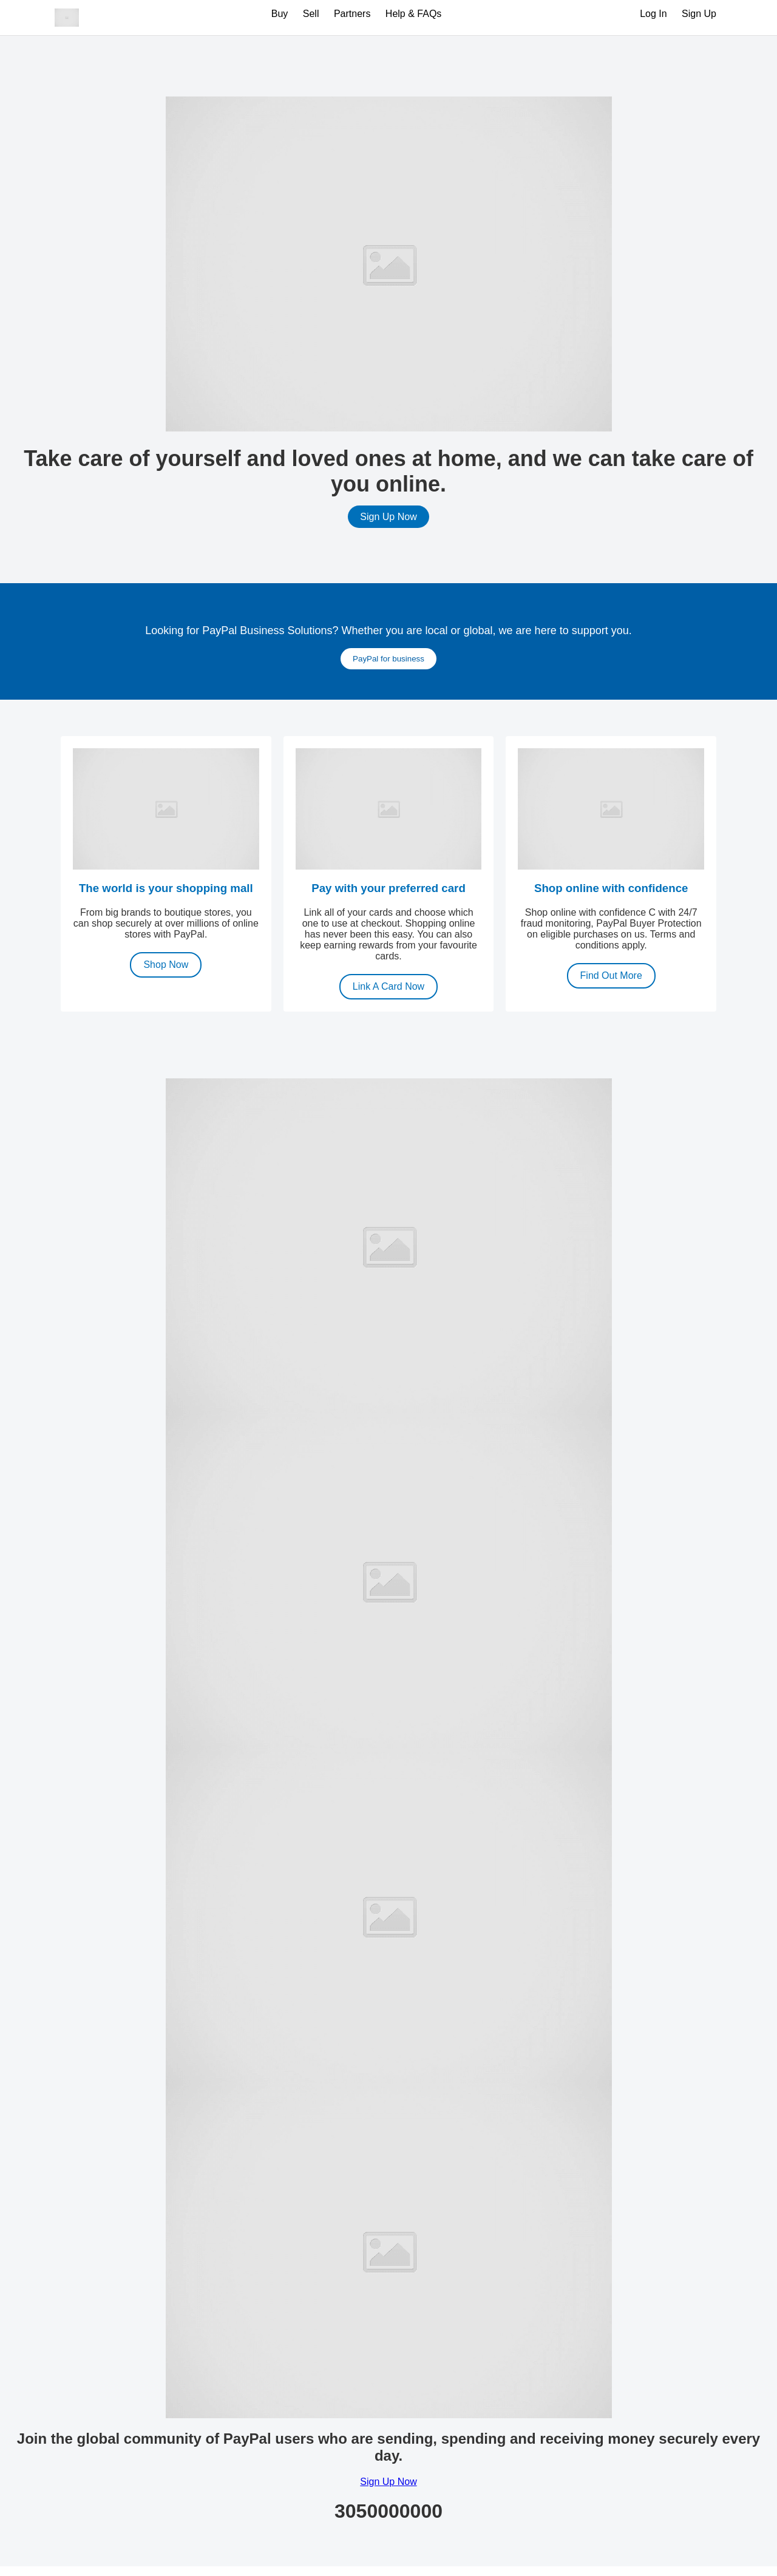 Buy Sell Partners Help & FAQs Log In Sign Up
Take care of yourself and loved ones at home, and we can take care of
you online.
Sign Up Now
Looking for PayPal Business Solutions? Whether you are local or global, we are here to support you.
PayPal for business
The world is your shopping mall
From big brands to boutique stores, you
can shop securely at over millions of online
stores with PayPal.
Shop Now
Pay with your preferred card
Link all of your cards and choose which
one to use at checkout. Shopping online
has never been this easy. You can also
keep earning rewards from your favourite
cards.
Link A Card Now
Shop online with confidence
Shop online with confidence C with 24/7
fraud monitoring, PayPal Buyer Protection
on eligible purchases on us. Terms and
conditions apply.
Find Out More
Join the global community of PayPal users who are sending, spending and receiving money securely every
day.
Sign Up Now
3050000000